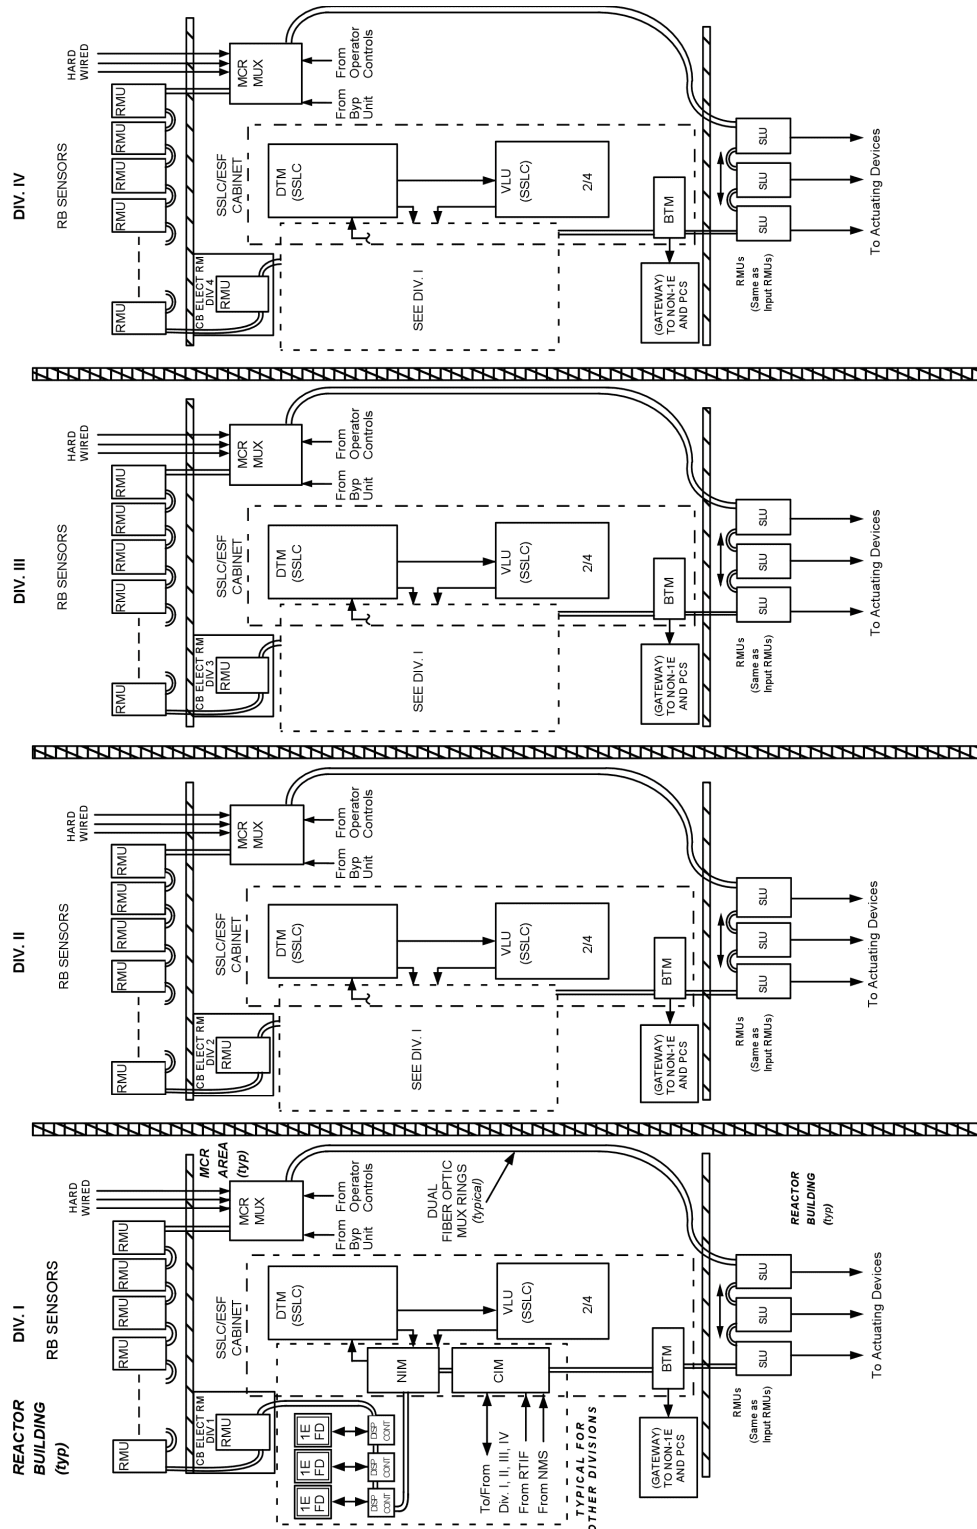 REACTOR
BUILDING
(typ)
DIV. I
RB SENSORS
HARD
WIRED
RMU
RMU
RMU
RMU
RMU
CB ELECT RM
DIV1
RMU
MCR
AREA
(typ)
MCR
MUX
From
Byp
Unit
From
Operator
Controls
SSLC/ESF
CABINET
DTM
(SSLC)
1E
FD
1E
FD
1E
FD
DISP
CONT
DISP
CONT
DISP
CONT
NIM
CIM
VLU
(SSLC)
2/4
DUAL
FIBER OPTIC
MUX RINGS
(typical)
To/From
Div. I, II, III, IV
From RTIF
From NMS
TYPICAL FOR
OTHER DIVISIONS
BTM
(GATEWAY)
TO NON-1E
AND PCS
RMUs
(Same as
Input RMUs)
SLU
SLU
SLU
REACTOR
BUILDING
(typ)
To Actuating Devices
DIV. II
RB SENSORS
HARD
WIRED
RMU
RMU
RMU
RMU
RMU
CB ELECT RM
DIV 2
RMU
MCR
MUX
From
Byp
Unit
From
Operator
Controls
SSLC/ESF
CABINET
DTM
(SSLC)
SEE DIV. I
VLU
(SSLC)
2/4
BTM
(GATEWAY)
TO NON-1E
AND PCS
RMUs
(Same as
Input RMUs)
SLU
SLU
SLU
To Actuating Devices
DIV. III
RB SENSORS
HARD
WIRED
RMU
RMU
RMU
RMU
RMU
CB ELECT RM
DIV 3
RMU
MCR
MUX
From
Byp
Unit
From
Operator
Controls
SSLC/ESF
CABINET
DTM
(SSLC)
SEE DIV. I
VLU
(SSLC)
2/4
BTM
(GATEWAY)
TO NON-1E
AND PCS
RMUs
(Same as
Input RMUs)
SLU
SLU
SLU
To Actuating Devices
DIV. IV
RB SENSORS
HARD
WIRED
RMU
RMU
RMU
RMU
RMU
CB ELECT RM
DIV 4
RMU
MCR
MUX
From
Byp
Unit
From
Operator
Controls
SSLC/ESF
CABINET
DTM
(SSLC)
SEE DIV. I
VLU
(SSLC)
2/4
BTM
(GATEWAY)
TO NON-1E
AND PCS
RMUs
(Same as
Input RMUs)
SLU
SLU
SLU
To Actuating Devices